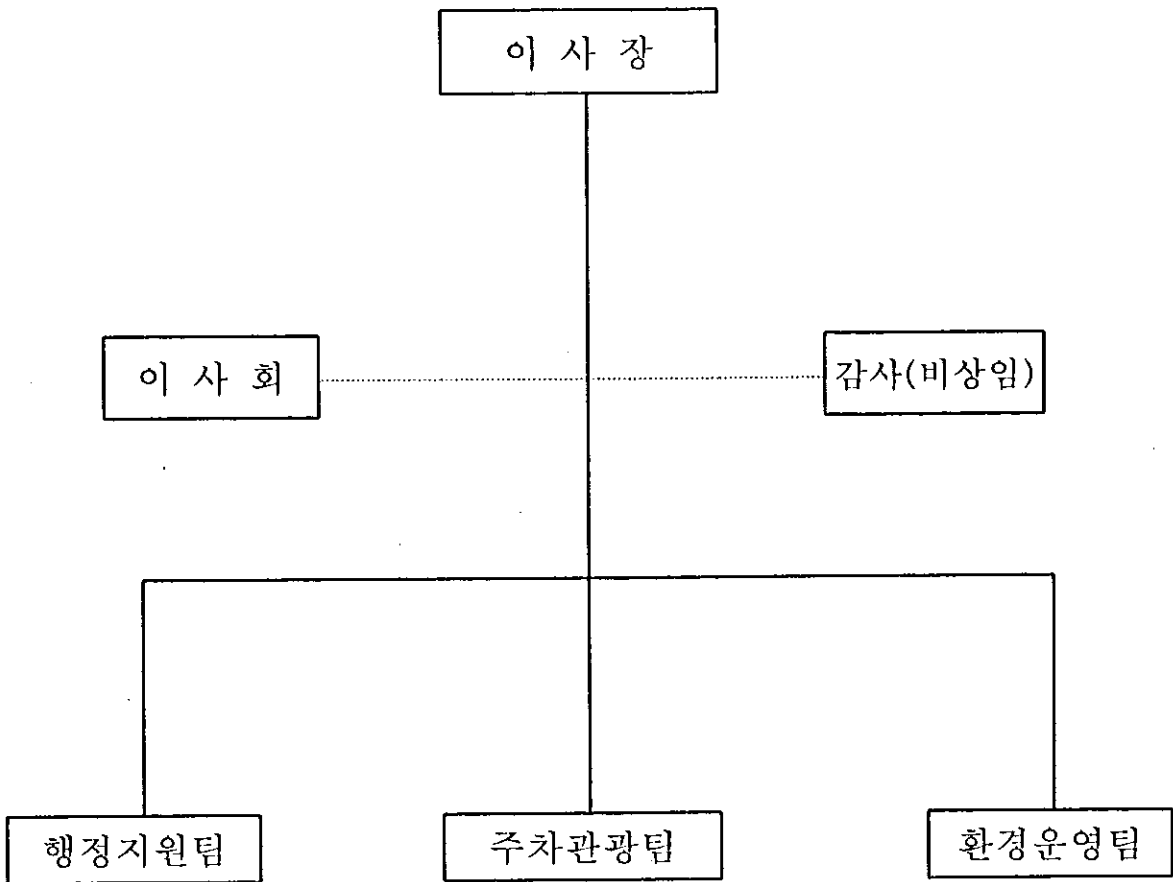 이 사 장
이 사 회
감사(비상임)
행정지원팀
주차관광팀
환경운영팀